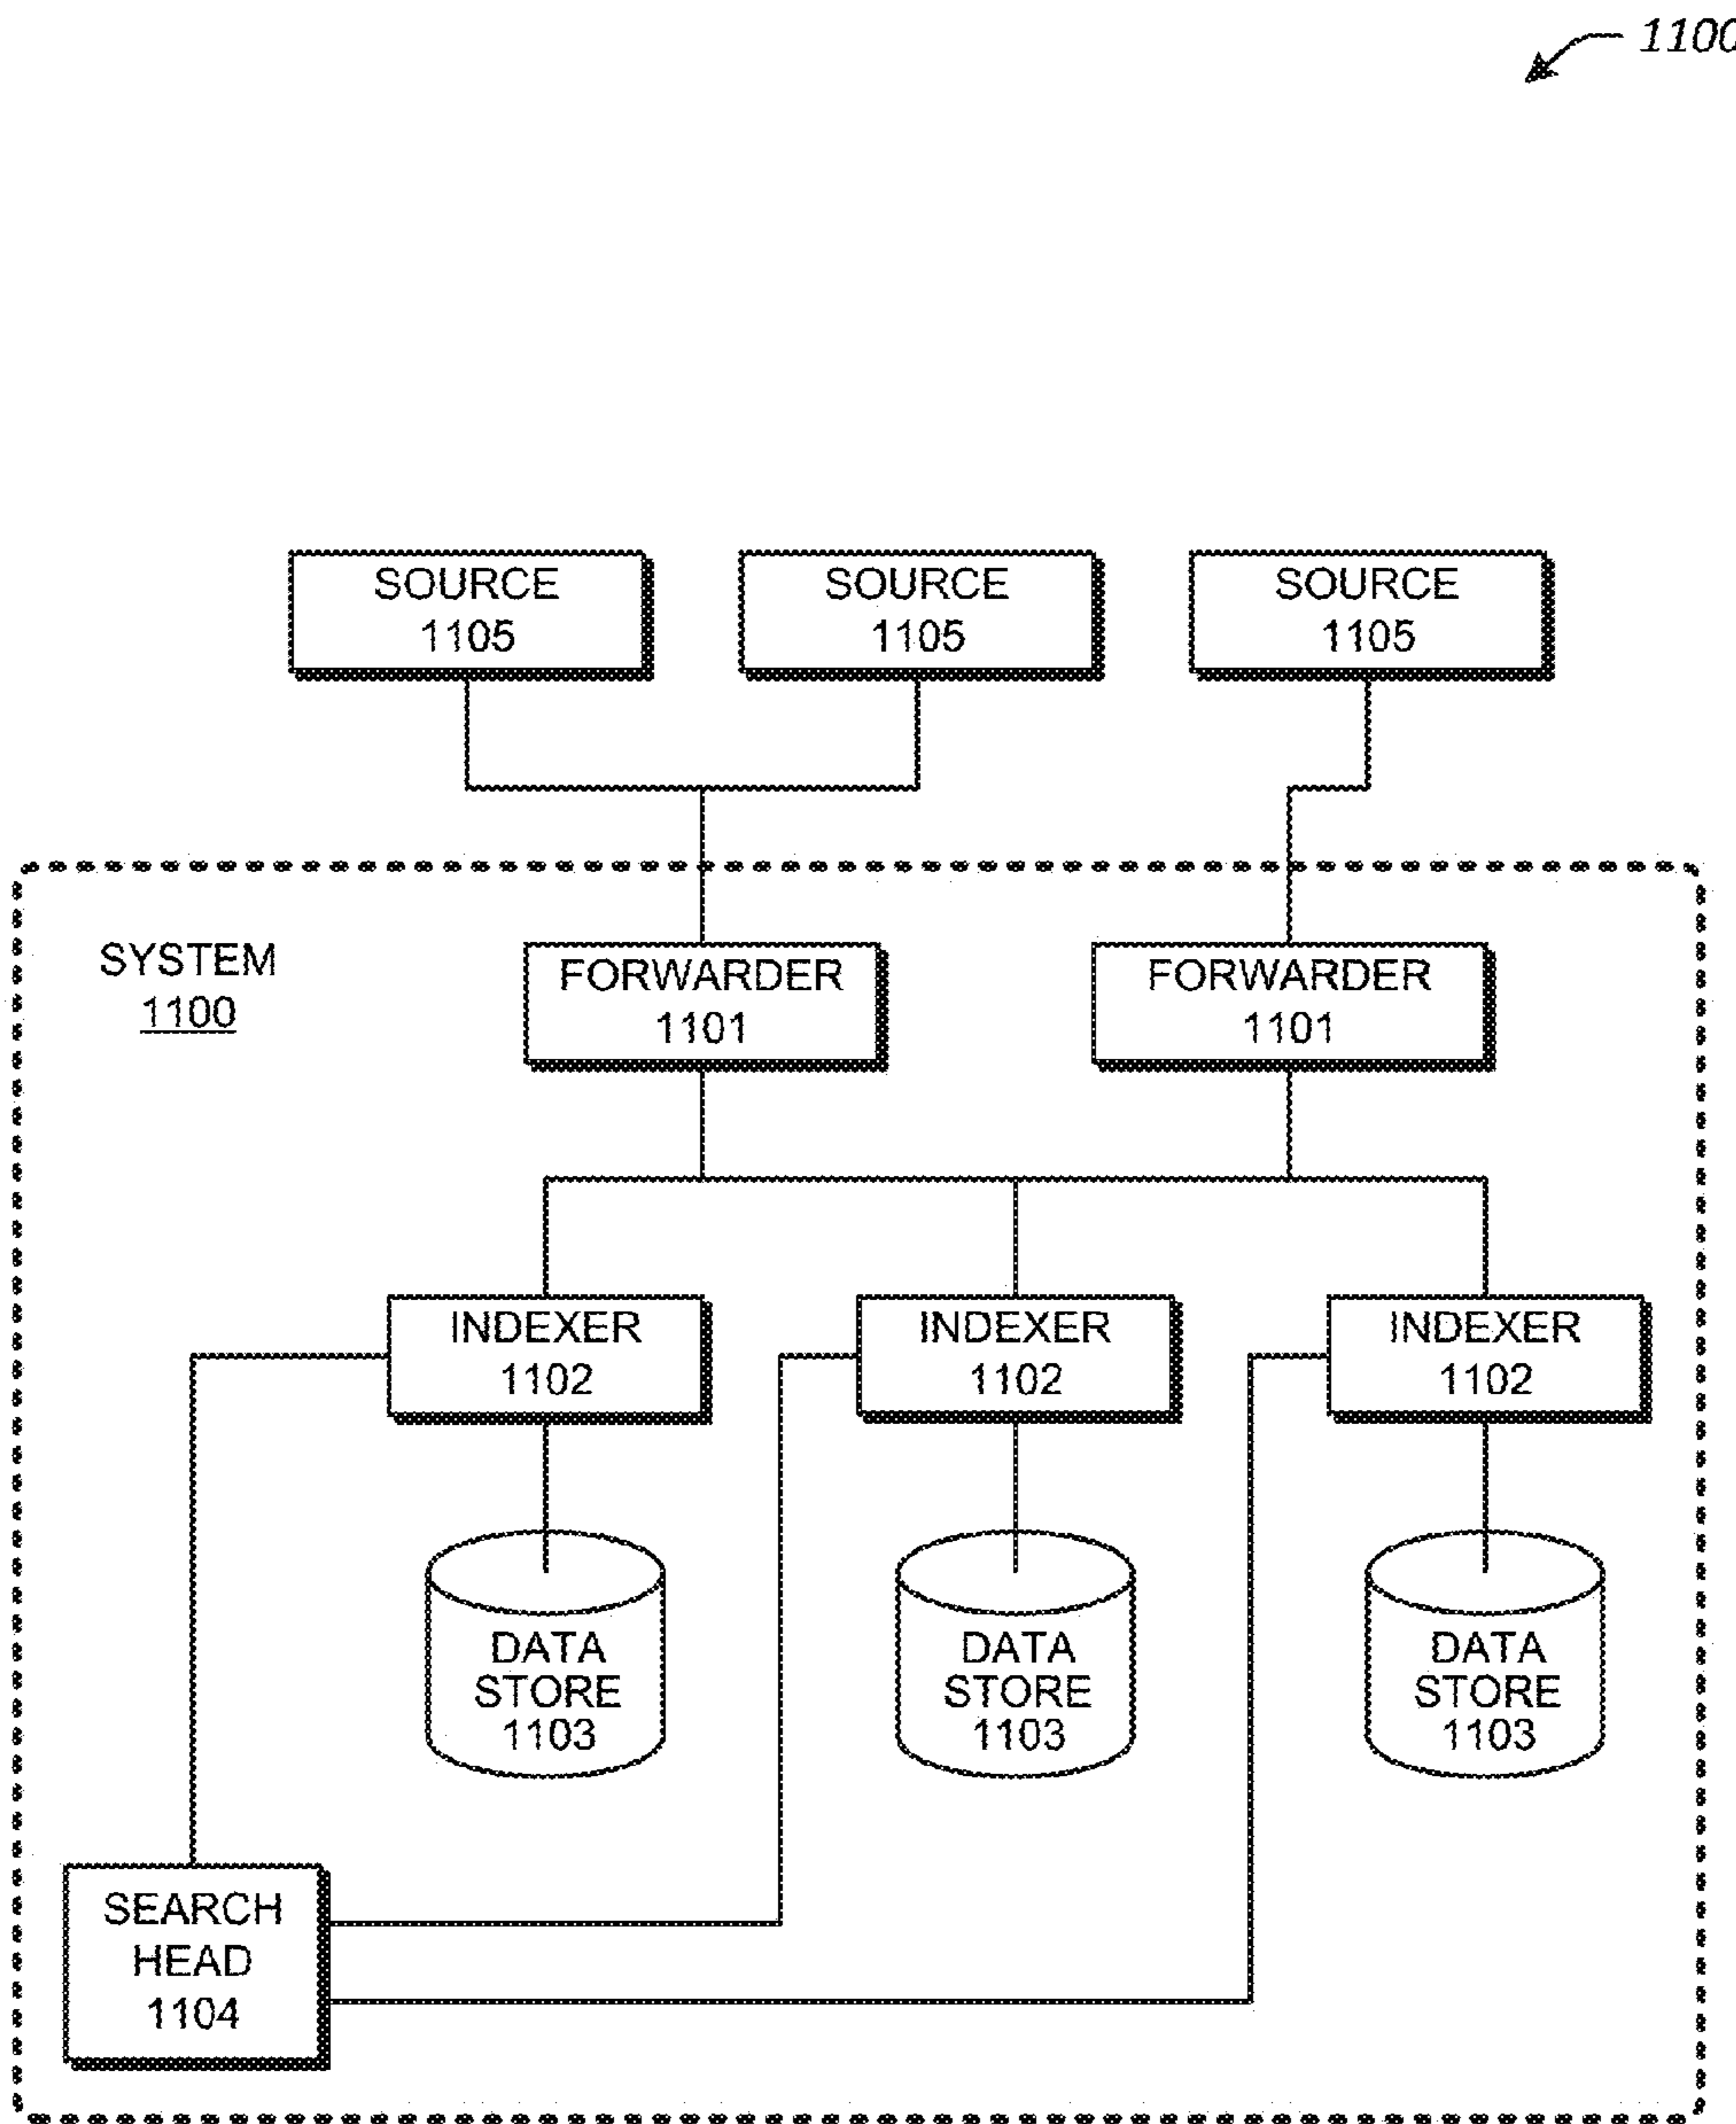 1100
SOURCE
1105
SOURCE
1105
SOURCE
1105
SYSTEM
1100
FORWARDER
1101
FORWARDER
1101
INDEXER
1102
INDEXER
1102
INDEXER
1102
DATA
STORE
1103
DATA
STORE
1103
DATA
STORE
1103
SEARCH
HEAD
1104